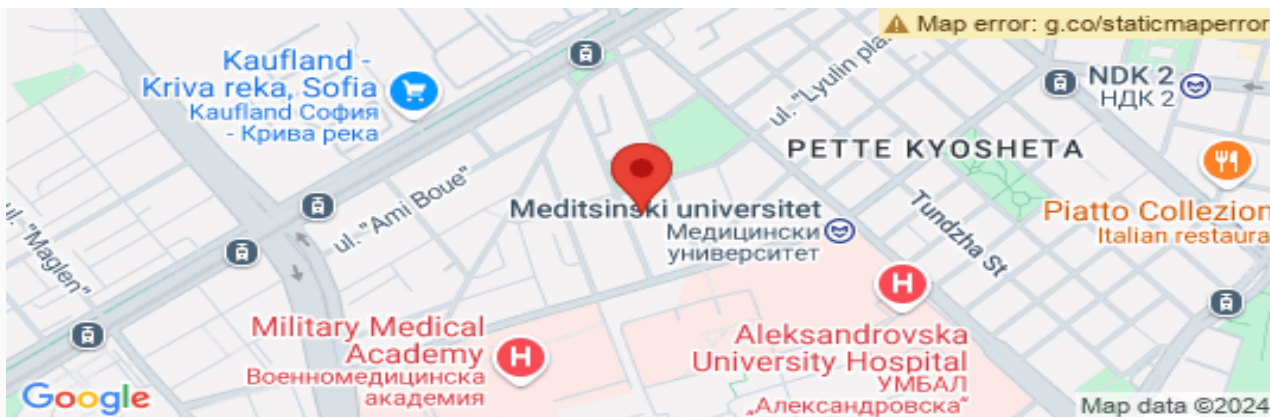 Map error: g.co/staticmaperror
Kaufland -
Kriva reka, Sofia
Kaufland София
- Крива река
ul. "Lyulin pla
NDK 2
НДК 2
PETTE KYOSHETA
ul. "Ami Boue"
Meditsinski universitet
Медицински
университет
Tundzha St
Piatto Collezion
Italian restaura
ul. "Maglen"
H
Military Medical
Academy
Военномедицинска
академия
H
Aleksandrovska
University Hospital
УМБАЛ
„Александровска“
Google
Map data ©2024